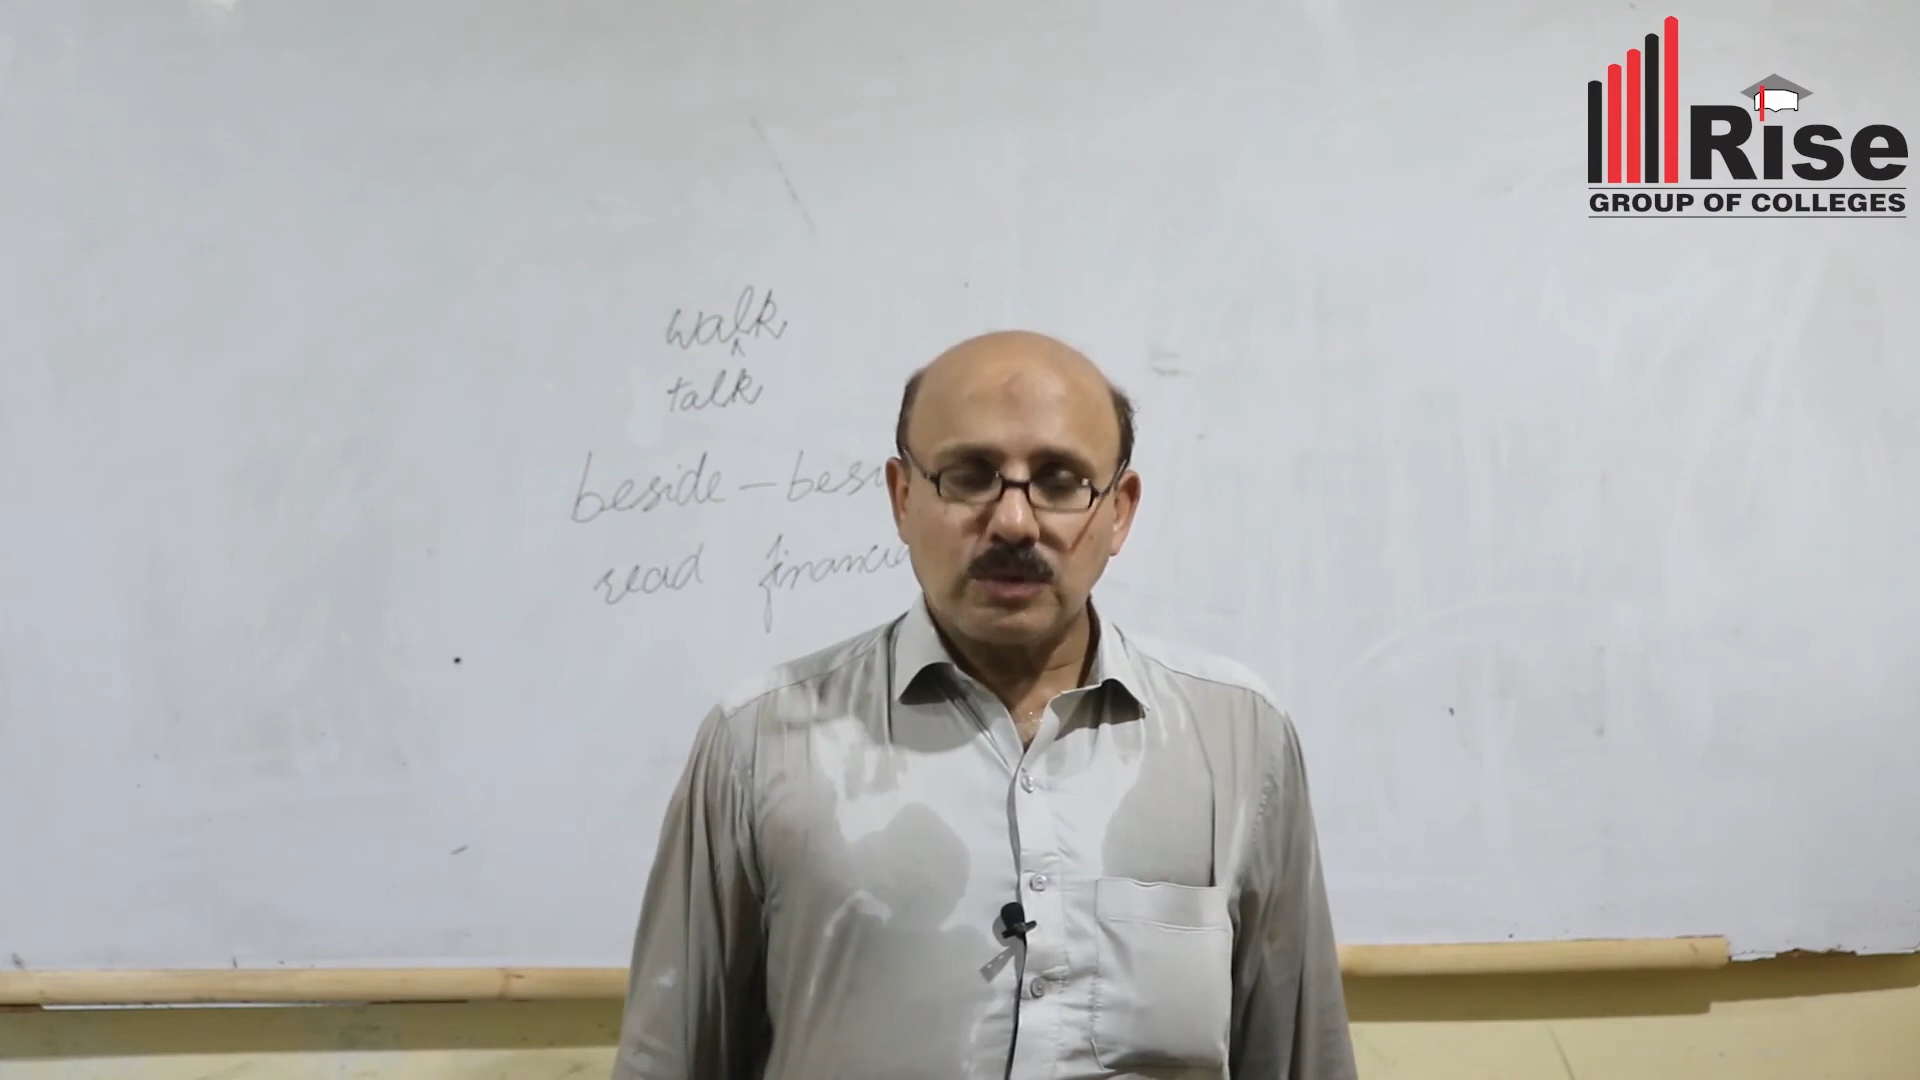 Rise
GROUP OF COLLEGES
walk
talk
beside –
read